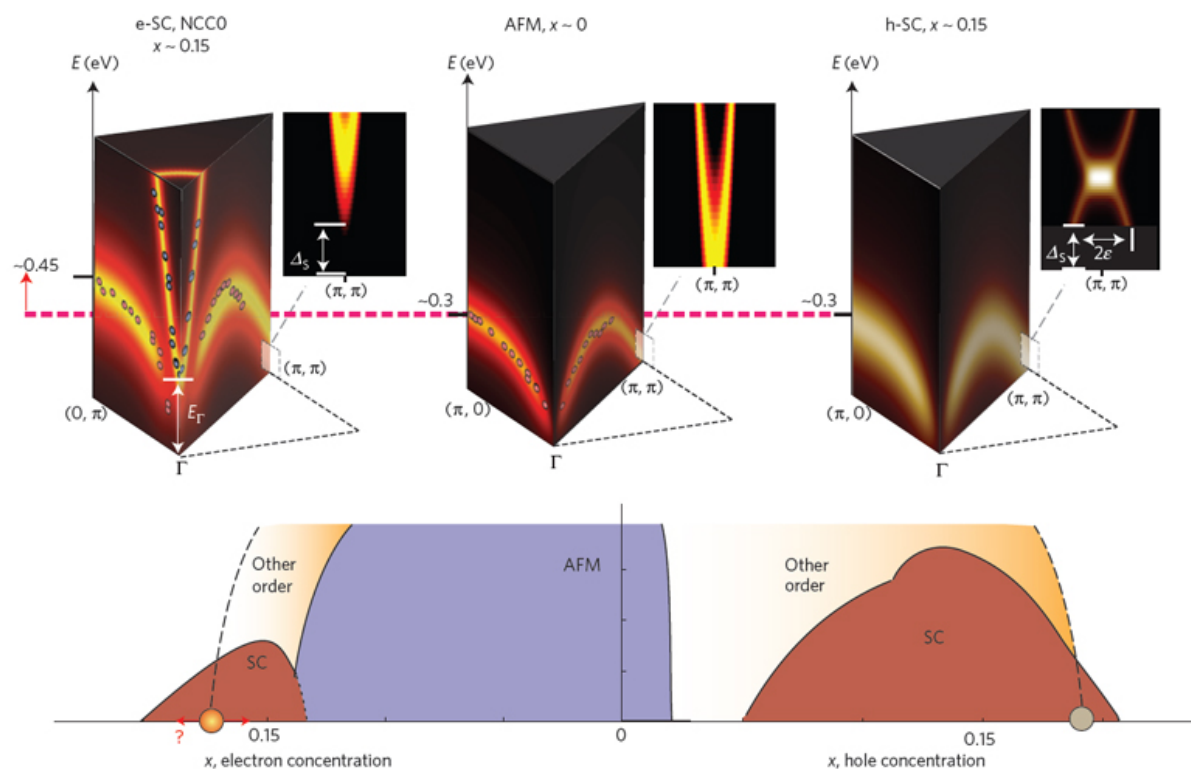 e-SC, NCC0
x ~ 0.15
AFM, x ~ 0
h-SC, x ~ 0.15
E (eV)
E (eV)
E (eV)
~0.45
Δs
(π, π)
~0.3
(π, π)
~0.3
Δs
2ε
(π, π)
(0, π)
EΓ
(π, π)
Γ
(π, 0)
(π, π)
Γ
(π, 0)
(π, π)
Γ
Other
order
SC
AFM
Other
order
SC
?
0.15
0
0.15
x, electron concentration
x, hole concentration